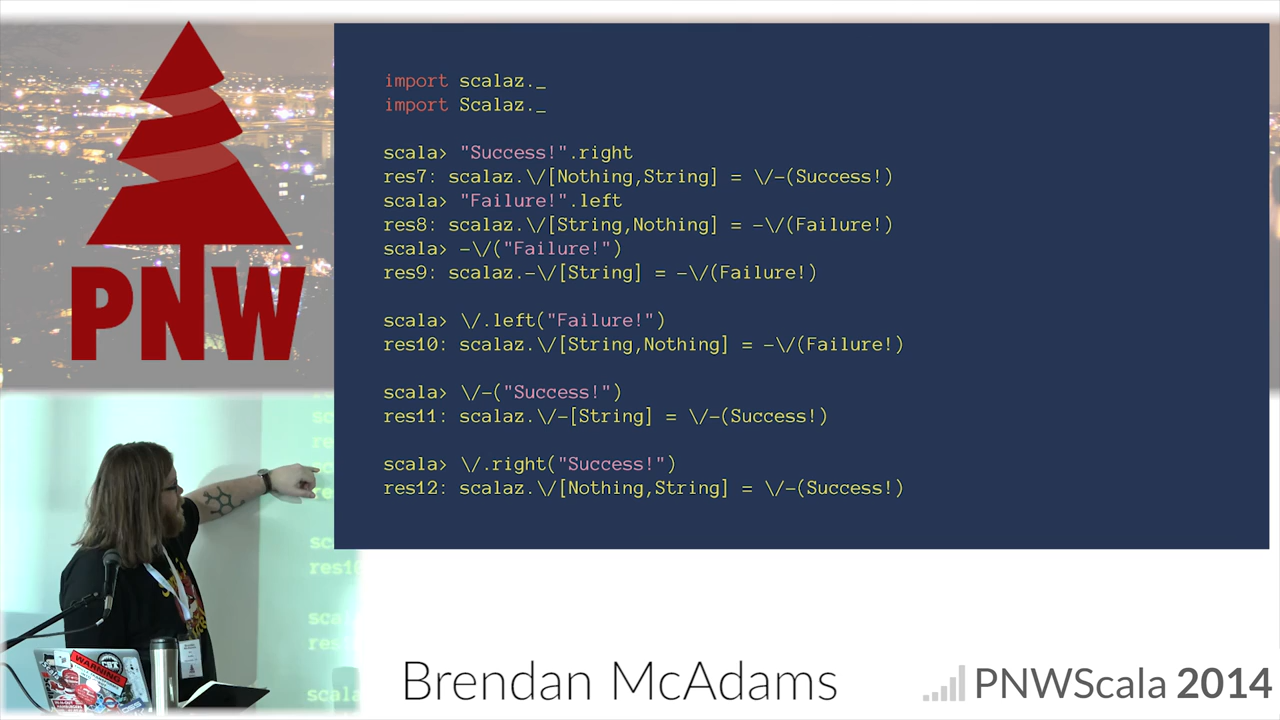 PNW
import scalaz._
import Scalaz._
scala> "Success!".right
res7: scalaz.\/[Nothing,String] = \/-(Success!)
scala> "Failure!".left
res8: scalaz.\/[String,Nothing] = -\/(Failure!)
scala> -\/("Failure!")
res9: scalaz.-\/[String] = -\/(Failure!)
scala> \/.left("Failure!")
res10: scalaz.\/[String,Nothing] = -\/(Failure!)
scala> \/-("Success!")
res11: scalaz.\/-[String] = \/-(Success!)
scala> \/.right("Success!")
res12: scalaz.\/[Nothing,String] = \/-(Success!)
WARNING
Brendan McAdams
PNWScala 2014